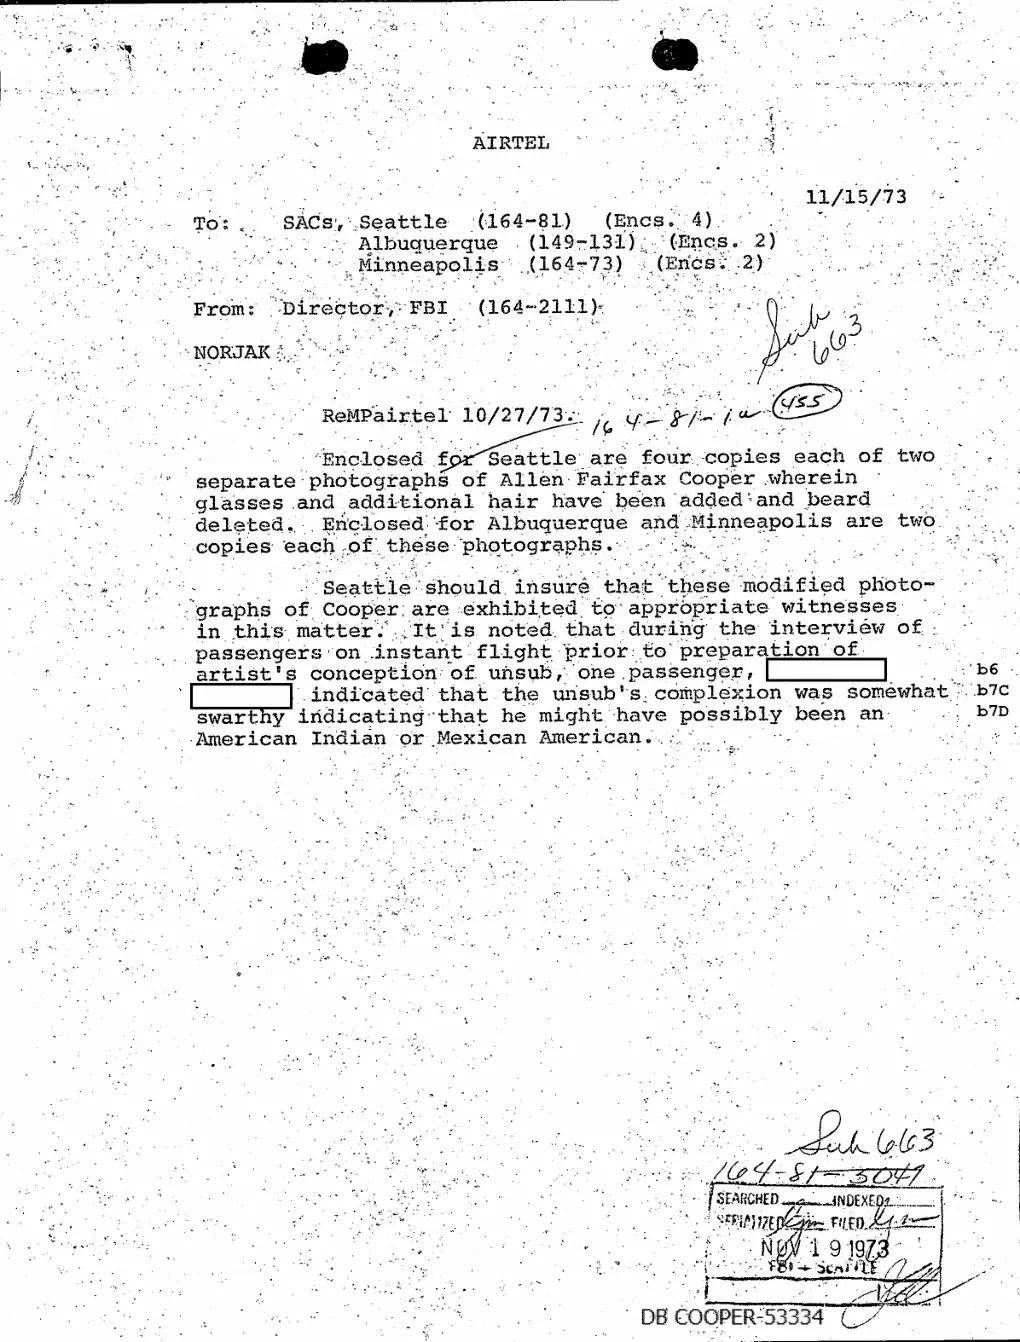 AIRTEL
11/15/73
To: SACs, Seattle (164-81) (Encs. 4)
Albuquerque (149-131) (Encs. 2)
Minneapolis (164-73) (Encs. 2)
From: Director, FBI (164-2111)
NORJAK
Sub
663
ReMPairtel 10/27/73. 164-81-1a 455
Enclosed for Seattle are four copies each of two
separate photographs of Allen Fairfax Cooper wherein
glasses and additional hair have been added and beard
deleted. Enclosed for Albuquerque and Minneapolis are two
copies each of these photographs.
Seattle should insure that these modified photo-
graphs of Cooper are exhibited to appropriate witnesses
in this matter. It is noted that during the interview of
passengers on instant flight prior to preparation of
artist's conception of unsub, one passenger, b6
indicated that the unsub's complexion was somewhat b7C
swarthy indicating that he might have possibly been an b7D
American Indian or Mexican American.
Sub 663
164-81-3041
SEARCHED INDEXED
SERIALIZED FILED
NOV 19 1973
FBI - SEATTLE
DB COOPER-53334